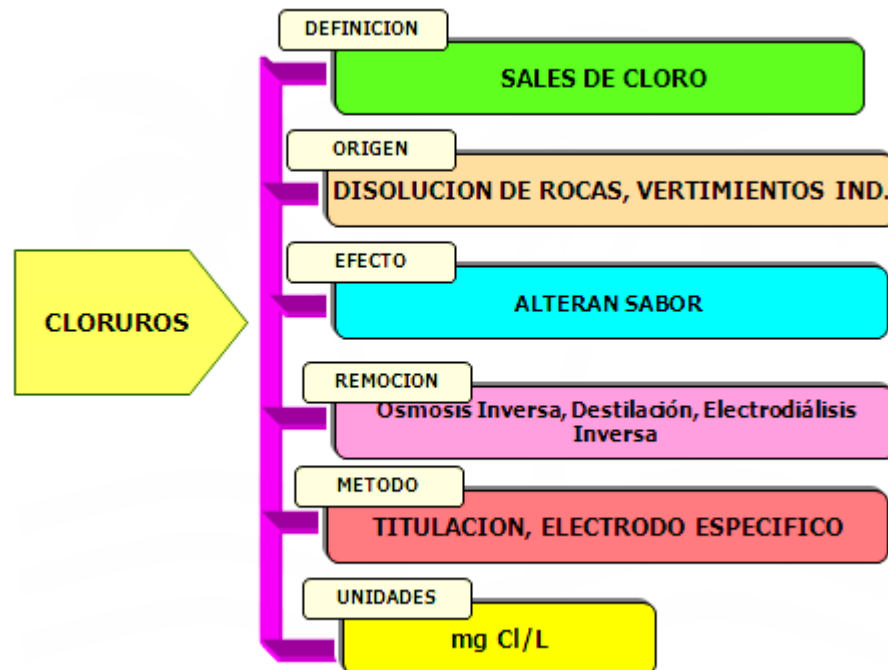 DEFINICION
SALES DE CLORO
ORIGEN
DISOLUCION DE ROCAS, VERTIMIENTOS IND.
EFECTO
CLORUROS
ALTERAN SABOR
REMOCION
Osmosis Inversa, Destilación, Electrodiálisis
Inversa
METODO
TITULACION, ELECTRODO ESPECIFICO
UNIDADES
mg Cl/L